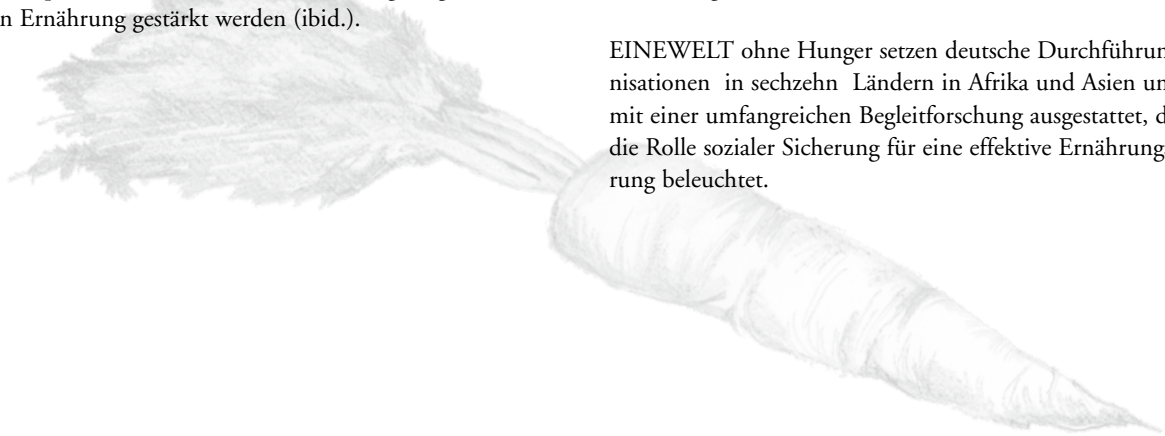 n Ernährung gestärkt werden (ibid.).
EINEWELT ohne Hunger setzen deutsche Durchführun
nisationen in sechzehn Ländern in Afrika und Asien un
mit einer umfangreichen Begleitforschung ausgestattet, d
die Rolle sozialer Sicherung für eine effektive Ernährung
rung beleuchtet.